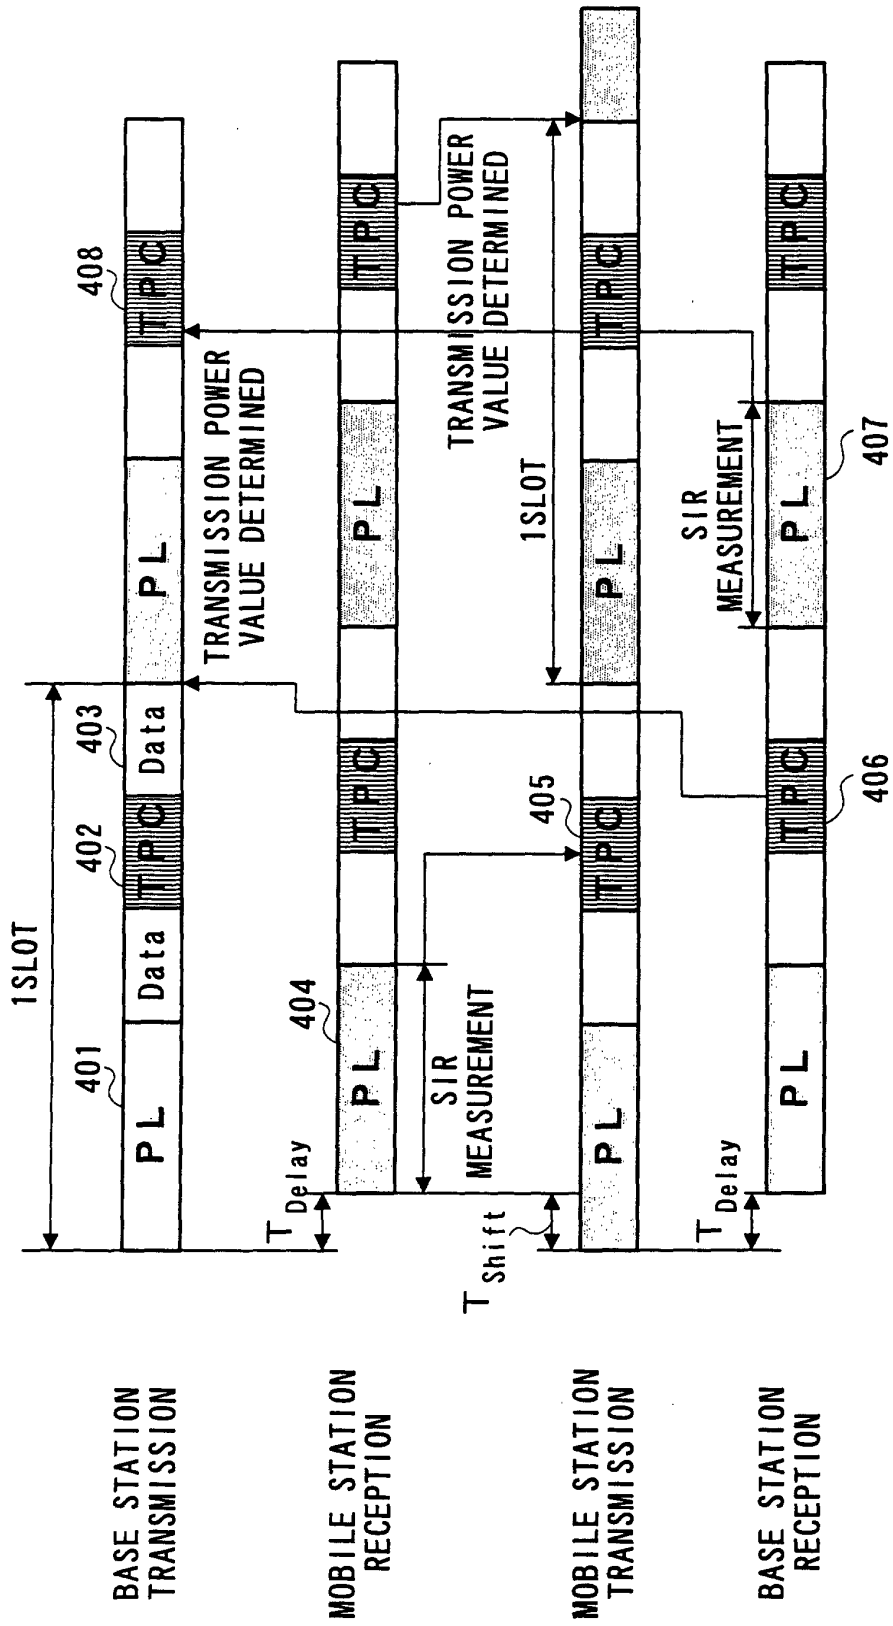 BASE STATION
TRANSMISSION
1SLOT
401
402
403
408
PL
Data
TPC
Data
PL
TPC
TRANSMISSION POWER
VALUE DETERMINED
MOBILE STATION
RECEPTION
T Delay
404
PL
TPC
PL
TPC
SIR
MEASUREMENT
TRANSMISSION POWER
VALUE DETERMINED
MOBILE STATION
TRANSMISSION
T Shift
405
1SLOT
PL
TPC
PL
TPC
BASE STATION
RECEPTION
T Delay
SIR
MEASUREMENT
PL
TPC
PL
TPC
406
407